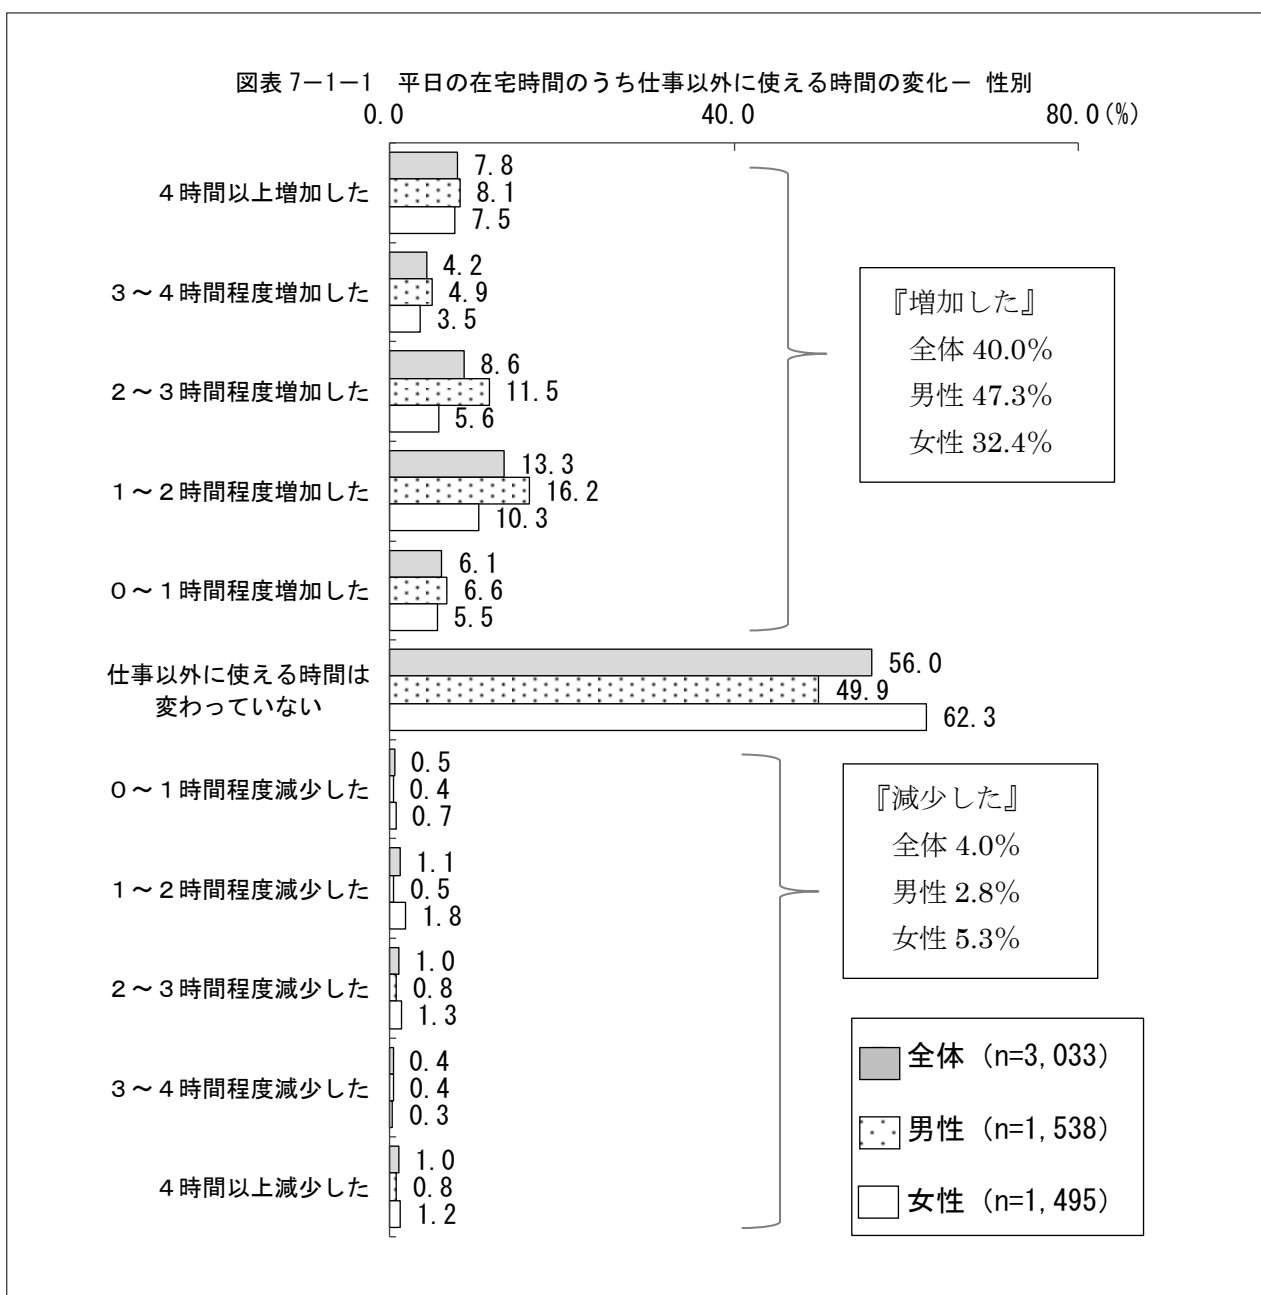 図表 7－1－1　平日の在宅時間のうち仕事以外に使える時間の変化－ 性別
0.0 40.0 80.0(%)
４時間以上増加した 7.8 8.1 7.5
３～４時間程度増加した 4.2 4.9 3.5
２～３時間程度増加した 8.6 11.5 5.6
１～２時間程度増加した 13.3 16.2 10.3
０～１時間程度増加した 6.1 6.6 5.5
『増加した』
全体 40.0%
男性 47.3%
女性 32.4%
仕事以外に使える時間は
変わっていない 56.0 49.9 62.3
０～１時間程度減少した 0.5 0.4 0.7
１～２時間程度減少した 1.1 0.5 1.8
２～３時間程度減少した 1.0 0.8 1.3
３～４時間程度減少した 0.4 0.4 0.3
４時間以上減少した 1.0 0.8 1.2
『減少した』
全体 4.0%
男性 2.8%
女性 5.3%
全体 (n=3,033)
男性 (n=1,538)
女性 (n=1,495)